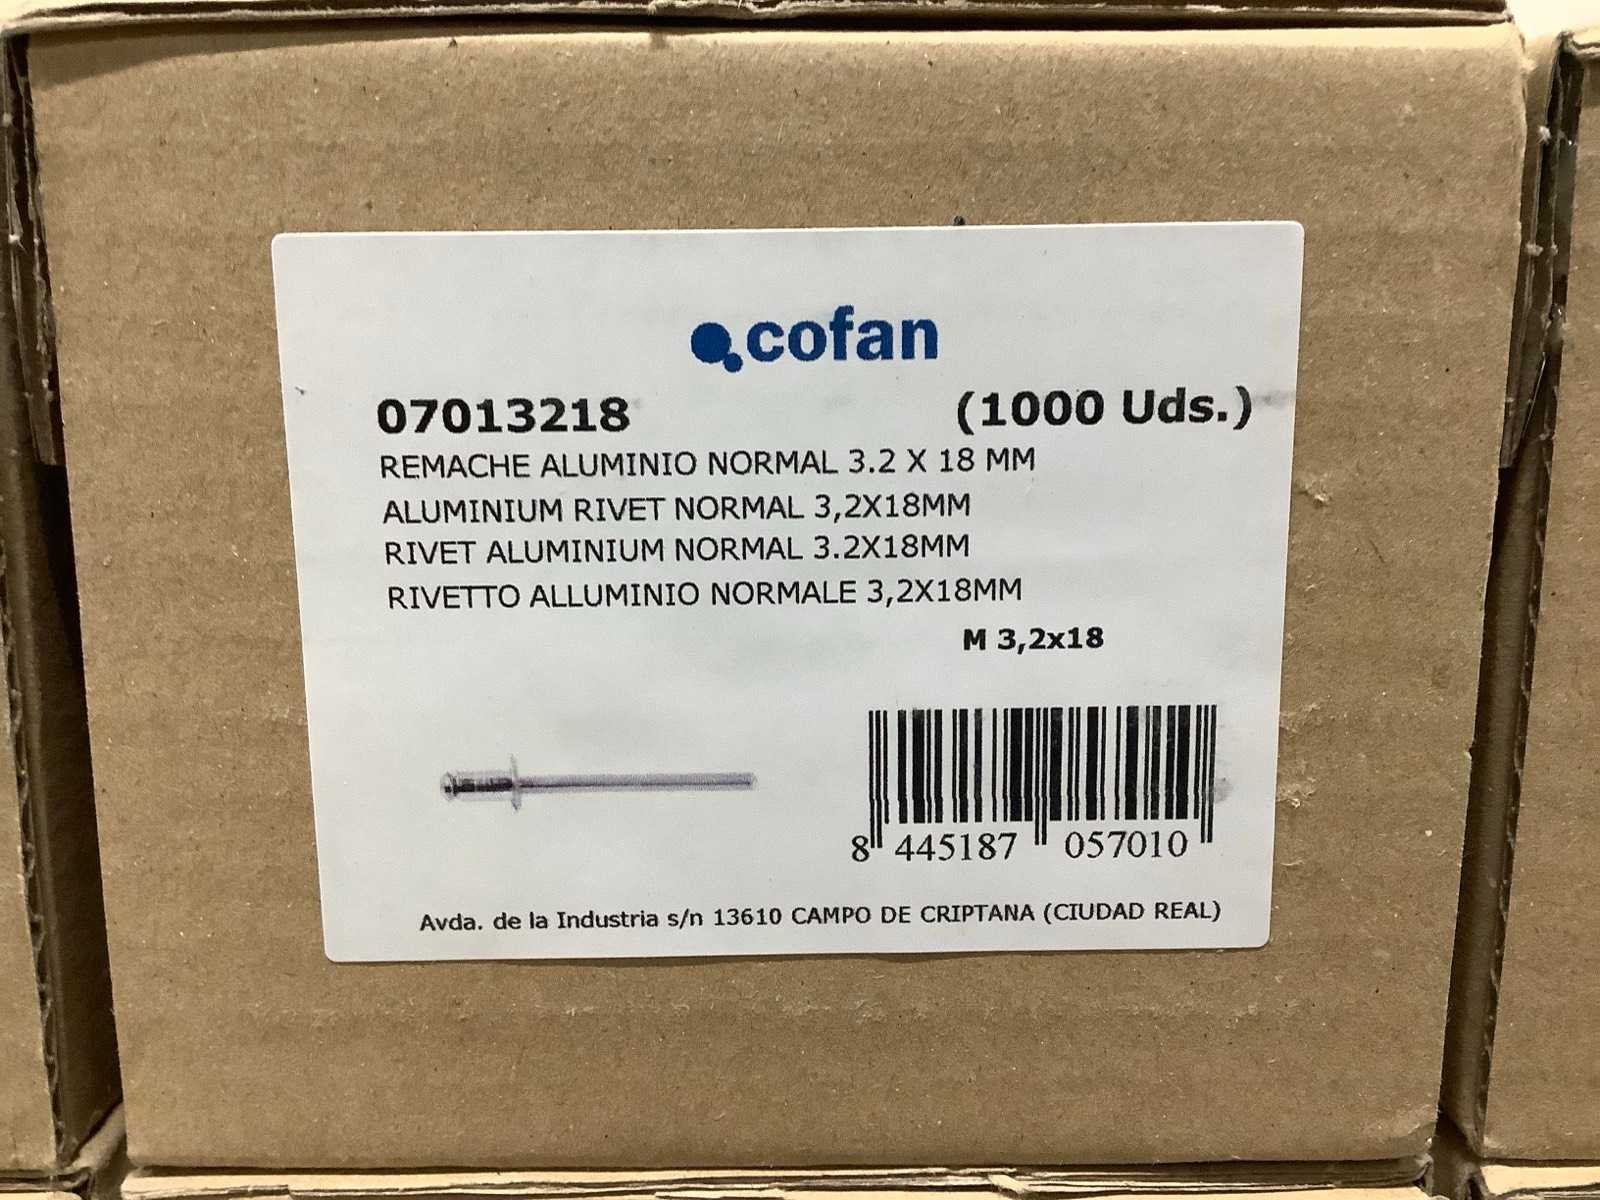 cofan
07013218 (1000 Uds.)
REMACHE ALUMINIO NORMAL 3.2 X 18 MM
ALUMINIUM RIVET NORMAL 3,2X18MM
RIVET ALUMINIUM NORMAL 3.2X18MM
RIVETTO ALLUMINIO NORMALE 3,2X18MM
M 3,2x18
8 445187 057010
Avda. de la Industria s/n 13610 CAMPO DE CRIPTANA (CIUDAD REAL)